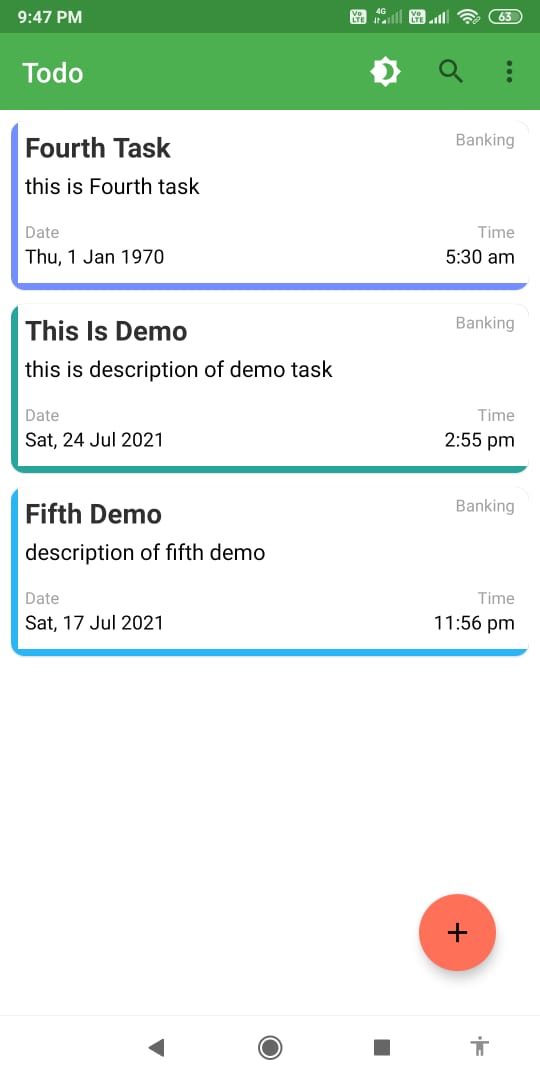 9:47 PM
Vo LTE 4G Vo LTE 63
Todo
Fourth Task Banking
this is Fourth task
Date Time
Thu, 1 Jan 1970 5:30 am
This Is Demo Banking
this is description of demo task
Date Time
Sat, 24 Jul 2021 2:55 pm
Fifth Demo Banking
description of fifth demo
Date Time
Sat, 17 Jul 2021 11:56 pm